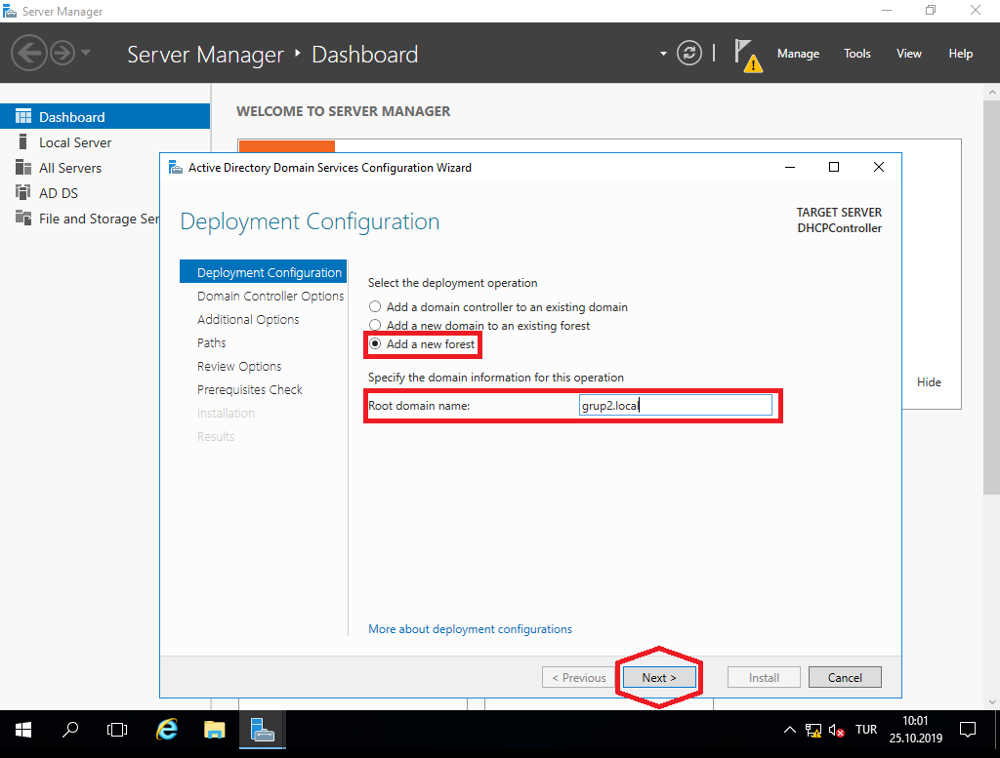 Server Manager
Server Manager ‣ Dashboard
Manage Tools View Help
Dashboard
Local Server
All Servers
AD DS
File and Storage Ser
WELCOME TO SERVER MANAGER
Active Directory Domain Services Configuration Wizard
Deployment Configuration
TARGET SERVER
DHCPController
Deployment Configuration
Domain Controller Options
Additional Options
Paths
Review Options
Prerequisites Check
Installation
Results
Select the deployment operation
Add a domain controller to an existing domain
Add a new domain to an existing forest
Add a new forest
Specify the domain information for this operation
Root domain name: grup2.local
More about deployment configurations
Hide
< Previous Next > Install Cancel
TUR
10:01
25.10.2019